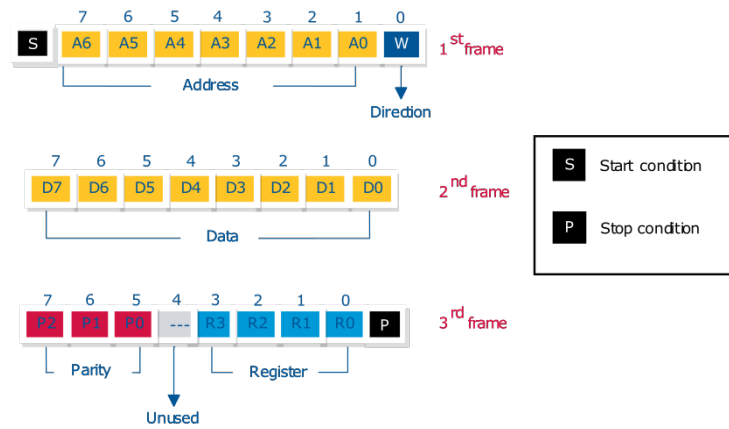 7 6 5 4 3 2 1 0
S A6 A5 A4 A3 A2 A1 A0 W
1st frame
Address
Direction
7 6 5 4 3 2 1 0
D7 D6 D5 D4 D3 D2 D1 D0
2nd frame
Data
S Start condition
P Stop condition
7 6 5 4 3 2 1 0
P2 P1 P0 --- R3 R2 R1 R0 P
3rd frame
Parity
Register
Unused